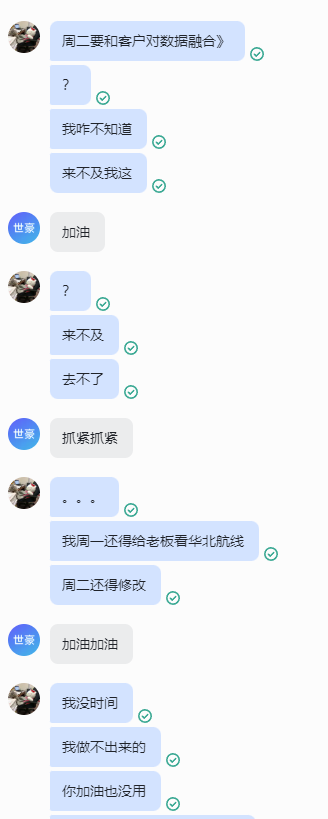 周二要和客户对数据融合》
？
我咋不知道
来不及我这
世豪
加油
？
来不及
去不了
世豪
抓紧抓紧
。。。
我周一还得给老板看华北航线
周二还得修改
世豪
加油加油
我没时间
我做不出来的
你加油也没用